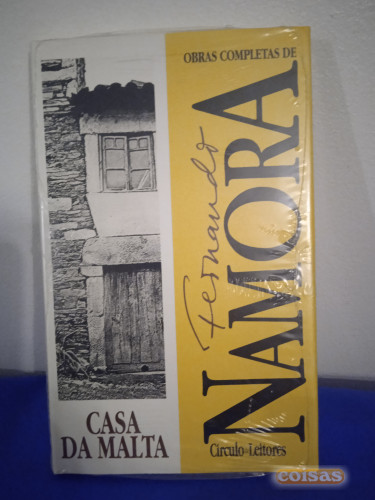 OBRAS COMPLETAS DE
Fernando
NAMORA
CASA
DA MALTA
Círculo Leitores
coisas